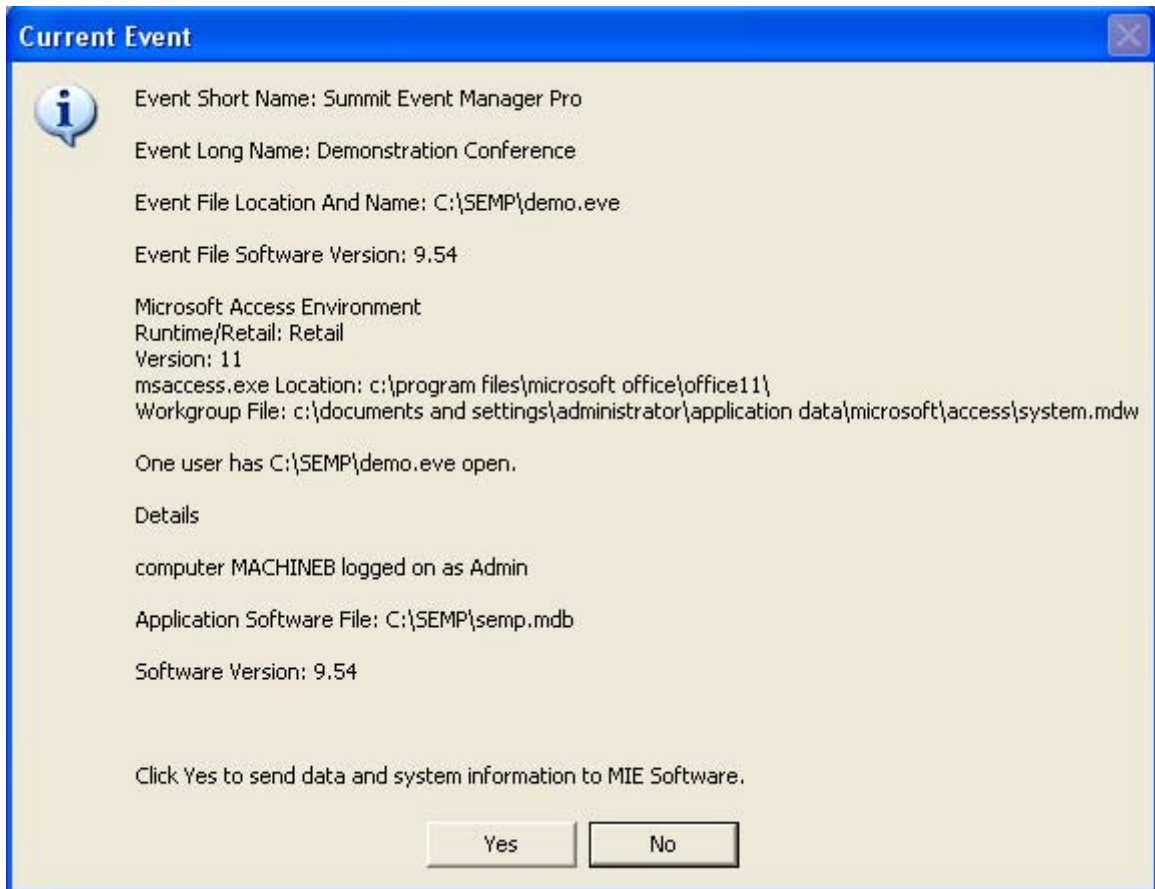 Current Event
Event Short Name: Summit Event Manager Pro
Event Long Name: Demonstration Conference
Event File Location And Name: C:\SEMP\demo.eve
Event File Software Version: 9.54
Microsoft Access Environment
Runtime/Retail: Retail
Version: 11
msaccess.exe Location: c:\program files\microsoft office\office11\
Workgroup File: c:\documents and settings\administrator\application data\microsoft\access\system.mdw
One user has C:\SEMP\demo.eve open.
Details
computer MACHINEB logged on as Admin
Application Software File: C:\SEMP\semp.mdb
Software Version: 9.54
Click Yes to send data and system information to MIE Software.
Yes
No